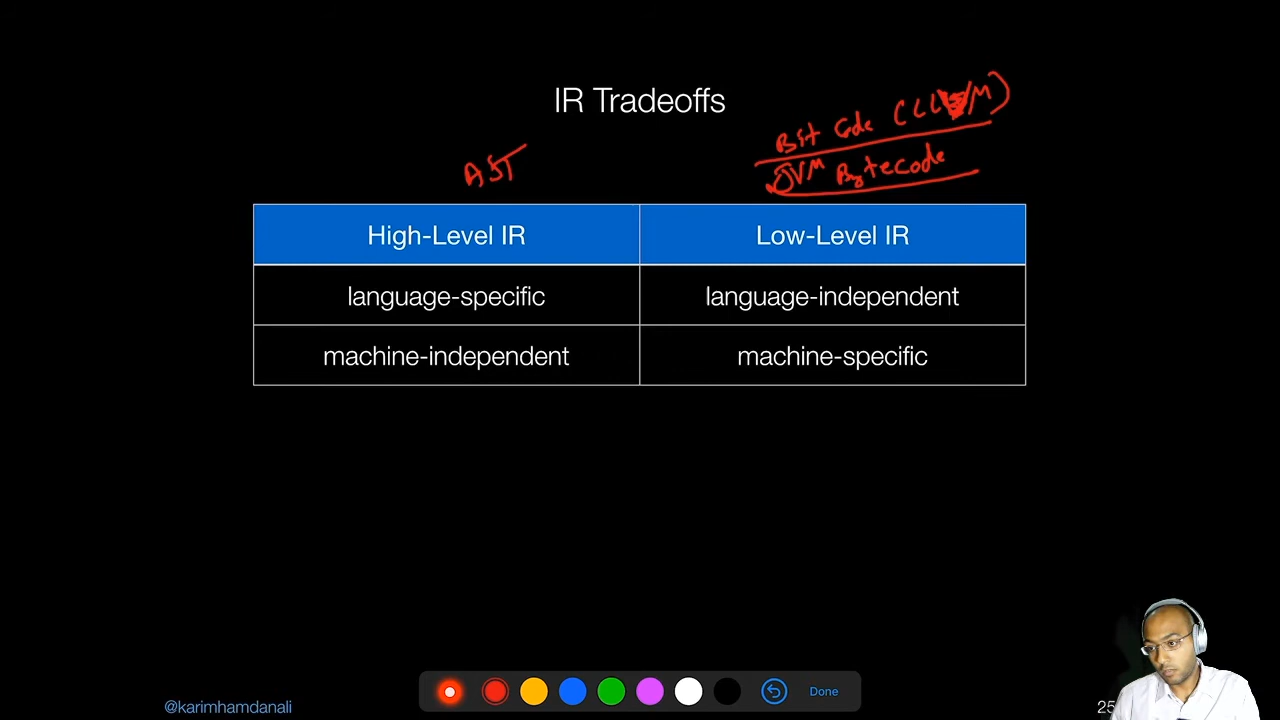 IR Tradeoffs
Bit Code (LLVM)
AST
JVM Bytecode
High-Level IR Low-Level IR
language-specific language-independent
machine-independent machine-specific
Done
@karimhamdanali
25